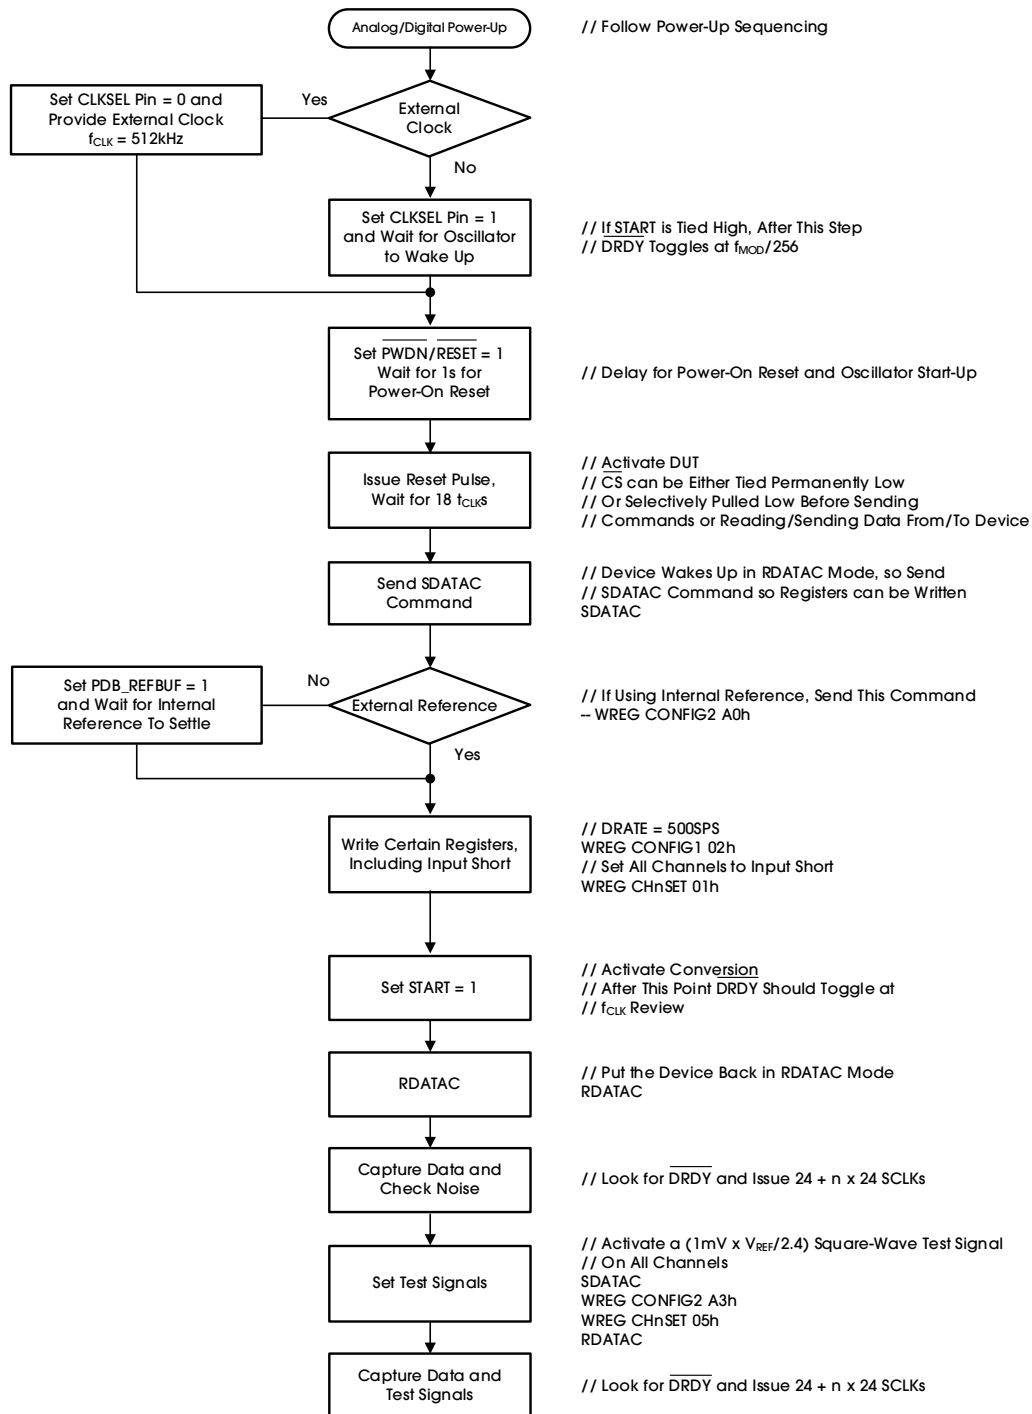 Analog/Digital Power-Up
// Follow Power-Up Sequencing
External
Clock
Yes
Set CLKSEL Pin = 0 and
Provide External Clock
fCLK = 512kHz
No
Set CLKSEL Pin = 1
and Wait for Oscillator
to Wake Up
// If START is Tied High, After This Step
// D̅R̅D̅Y̅ Toggles at fMOD/256
Set P̅W̅D̅N̅/R̅E̅S̅E̅T̅ = 1
Wait for 1s for
Power-On Reset
// Delay for Power-On Reset and Oscillator Start-Up
Issue Reset Pulse,
Wait for 18 tCLKs
// Activate DUT
// C̅S̅ can be Either Tied Permanently Low
// Or Selectively Pulled Low Before Sending
// Commands or Reading/Sending Data From/To Device
Send SDATAC
Command
// Device Wakes Up in RDATAC Mode, so Send
// SDATAC Command so Registers can be Written
SDATAC
External Reference
No
Set PDB_REFBUF = 1
and Wait for Internal
Reference To Settle
// If Using Internal Reference, Send This Command
-- WREG CONFIG2 A0h
Yes
Write Certain Registers,
Including Input Short
// DRATE = 500SPS
WREG CONFIG1 02h
// Set All Channels to Input Short
WREG CHnSET 01h
Set START = 1
// Activate Conversion
// After This Point D̅R̅D̅Y̅ Should Toggle at
// fCLK Review
RDATAC
// Put the Device Back in RDATAC Mode
RDATAC
Capture Data and
Check Noise
// Look for D̅R̅D̅Y̅ and Issue 24 + n x 24 SCLKs
Set Test Signals
// Activate a (1mV x VREF/2.4) Square-Wave Test Signal
// On All Channels
SDATAC
WREG CONFIG2 A3h
WREG CHnSET 05h
RDATAC
Capture Data and
Test Signals
// Look for D̅R̅D̅Y̅ and Issue 24 + n x 24 SCLKs